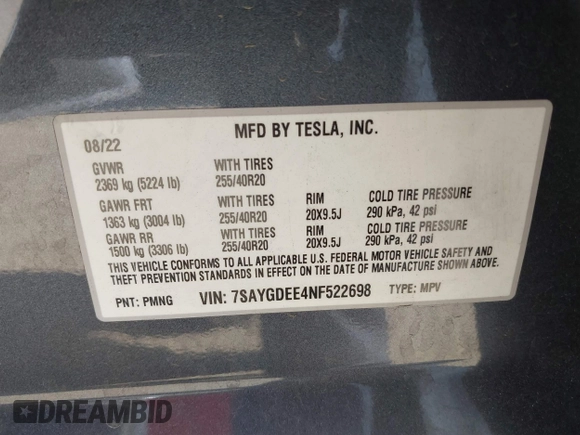 08/22 MFD BY TESLA, INC.
GVWR WITH TIRES
2369 kg (5224 lb) 255/40R20
GAWR FRT WITH TIRES RIM COLD TIRE PRESSURE
1363 kg (3004 lb) 255/40R20 20X9.5J 290 kPa, 42 psi
GAWR RR WITH TIRES RIM COLD TIRE PRESSURE
1500 kg (3306 lb) 255/40R20 20X9.5J 290 kPa, 42 psi
THIS VEHICLE CONFORMS TO ALL APPLICABLE U.S. FEDERAL MOTOR VEHICLE SAFETY AND
THEFT PREVENTION STANDARDS IN EFFECT ON THE DATE OF MANUFACTURE SHOWN ABOVE.
PNT: PMNG VIN: 7SAYGDEE4NF522698 TYPE: MPV
DREAMBID